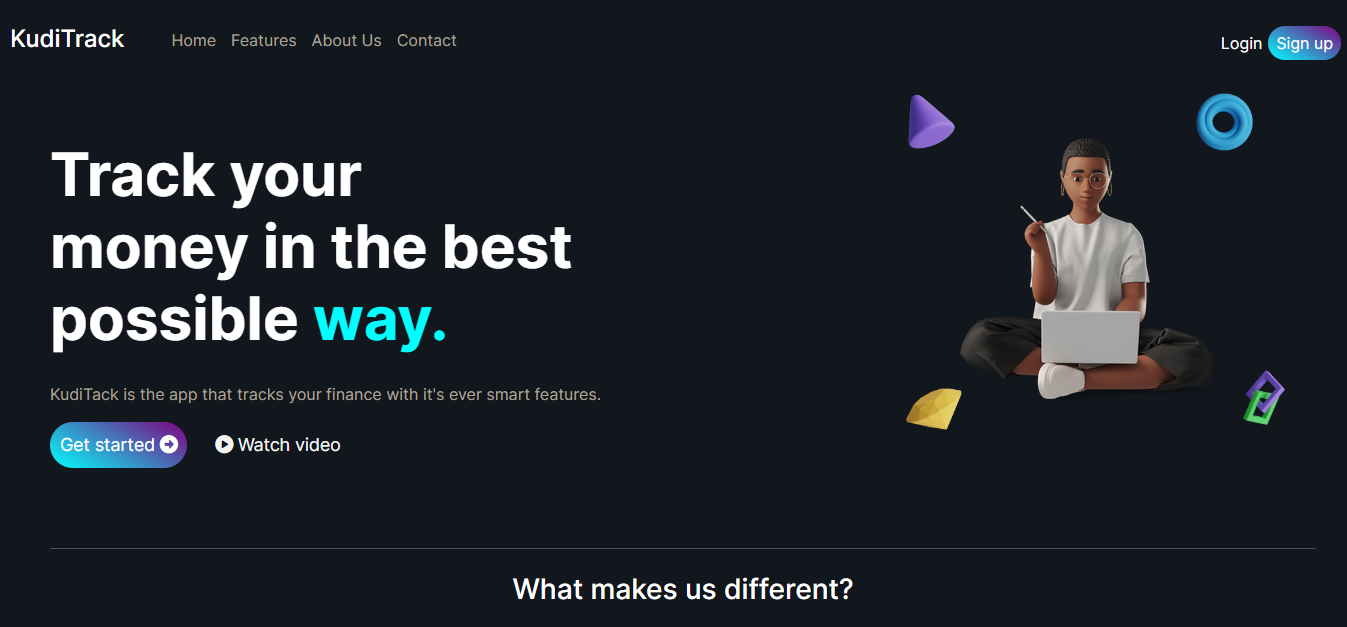 KudiTrack
Home Features About Us Contact
Login Sign up
Track your
money in the best
possible way.
KudiTack is the app that tracks your finance with it's ever smart features.
Get started
Watch video
What makes us different?